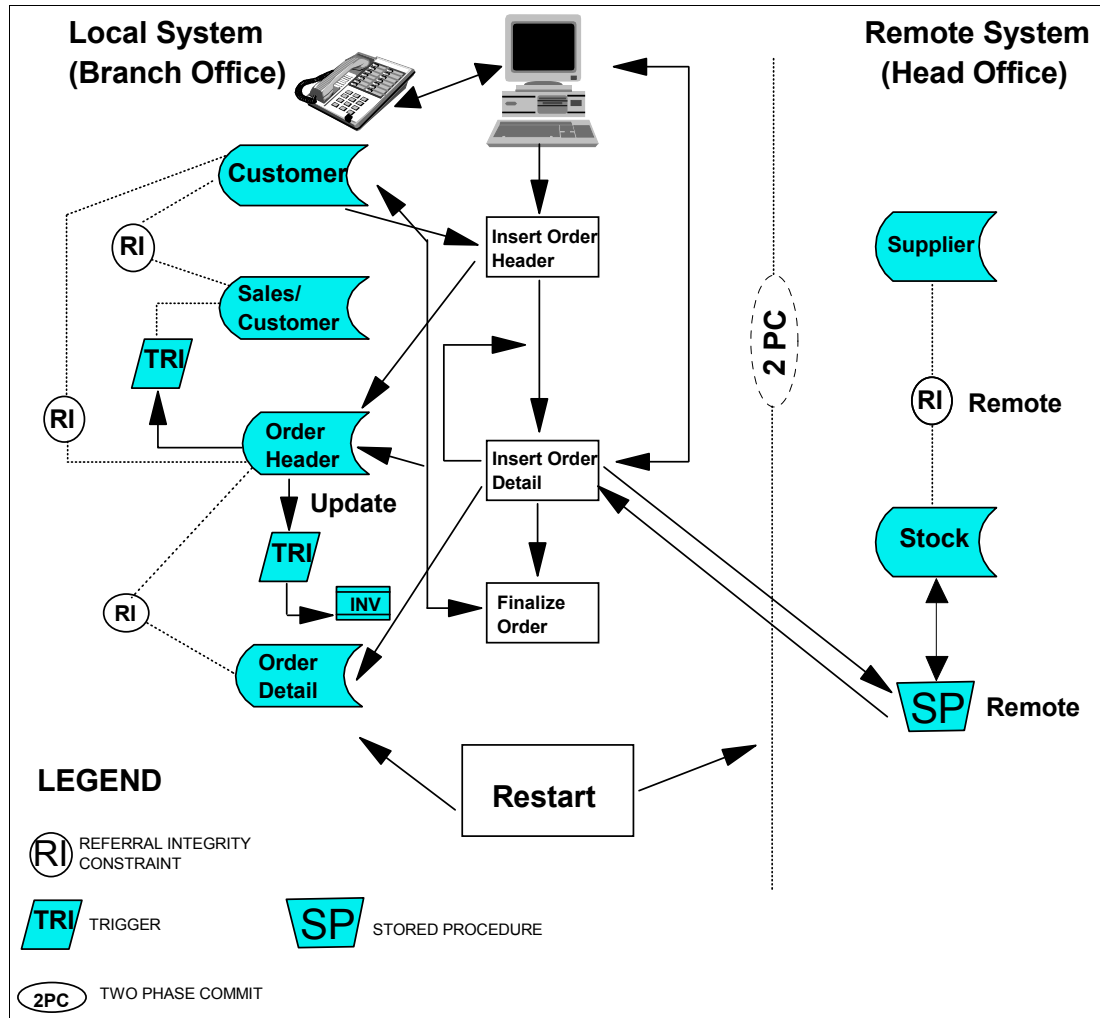 Local System
(Branch Office)
Remote System
(Head Office)
Customer
Insert Order
Header
RI
Supplier
Sales/
Customer
TRI
2 PC
RI
RI
Remote
Order
Header
Insert Order
Detail
Update
Stock
TRI
INV
Finalize
Order
RI
Order
Detail
SP
Remote
Restart
LEGEND
RI
REFERRAL INTEGRITY
CONSTRAINT
TRI
TRIGGER
SP
STORED PROCEDURE
2PC
TWO PHASE COMMIT